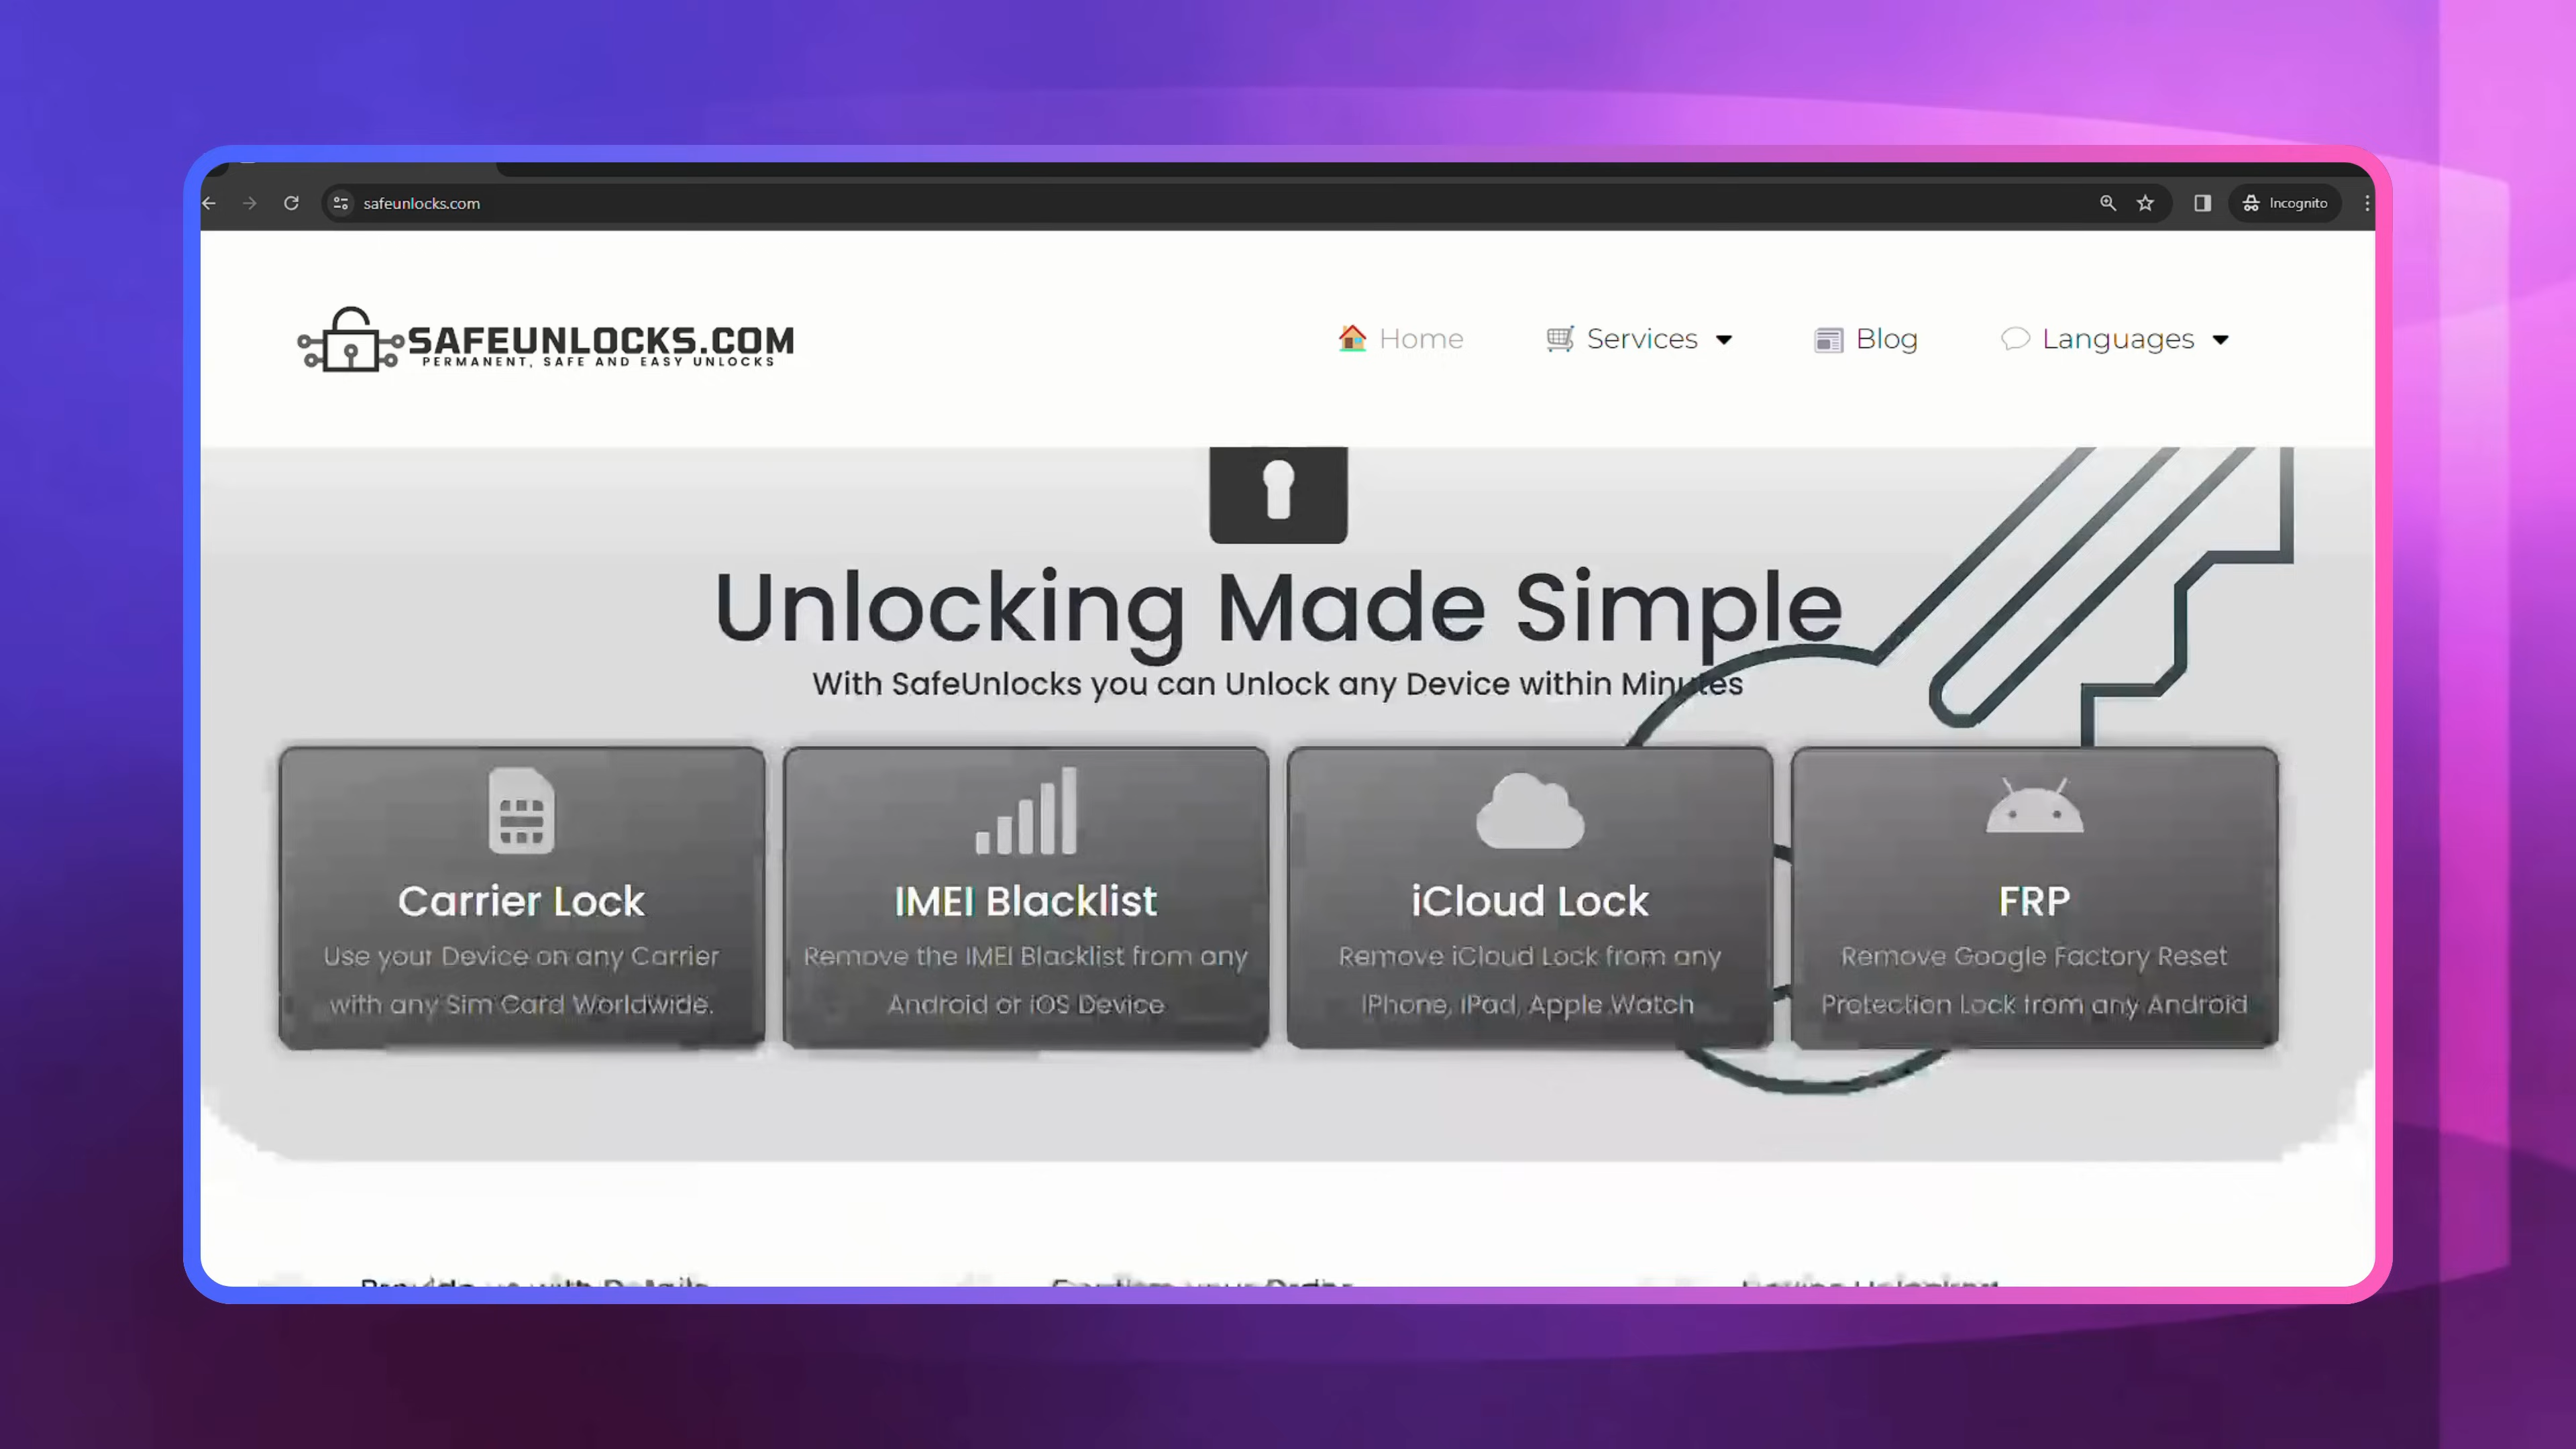 safeunlocks.com
Incognito
SAFEUNLOCKS.COM
PERMANENT, SAFE AND EASY UNLOCKS
Home
Services
Blog
Languages
Unlocking Made Simple
With SafeUnlocks you can Unlock any Device within Minutes
Carrier Lock
Use your Device on any Carrier
with any Sim Card Worldwide.
IMEI Blacklist
Remove the IMEI Blacklist from any
Android or iOS Device
iCloud Lock
Remove iCloud Lock from any
iPhone, iPad, Apple Watch
FRP
Remove Google Factory Reset
Protection Lock from any Android